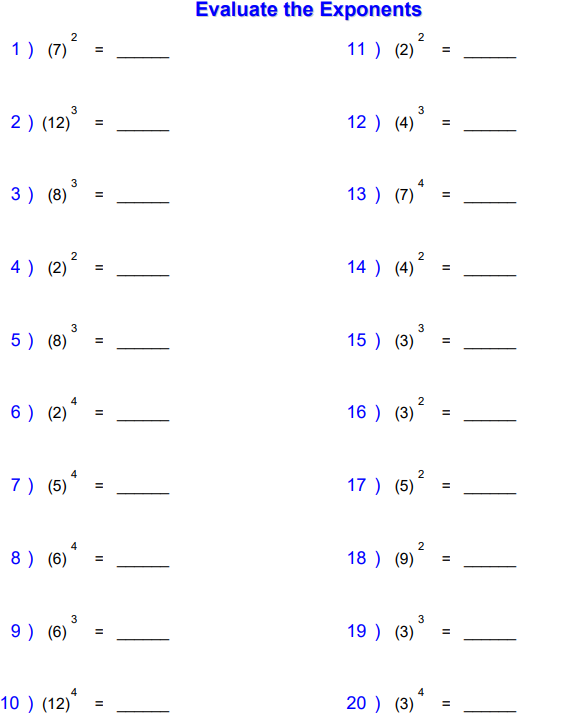 Evaluate the Exponents
1 ) (7)² = ______
2 ) (12)³ = ______
3 ) (8)³ = ______
4 ) (2)² = ______
5 ) (8)³ = ______
6 ) (2)⁴ = ______
7 ) (5)⁴ = ______
8 ) (6)⁴ = ______
9 ) (6)³ = ______
10 ) (12)⁴ = ______
11 ) (2)² = ______
12 ) (4)³ = ______
13 ) (7)⁴ = ______
14 ) (4)² = ______
15 ) (3)³ = ______
16 ) (3)² = ______
17 ) (5)² = ______
18 ) (9)² = ______
19 ) (3)³ = ______
20 ) (3)⁴ = ______